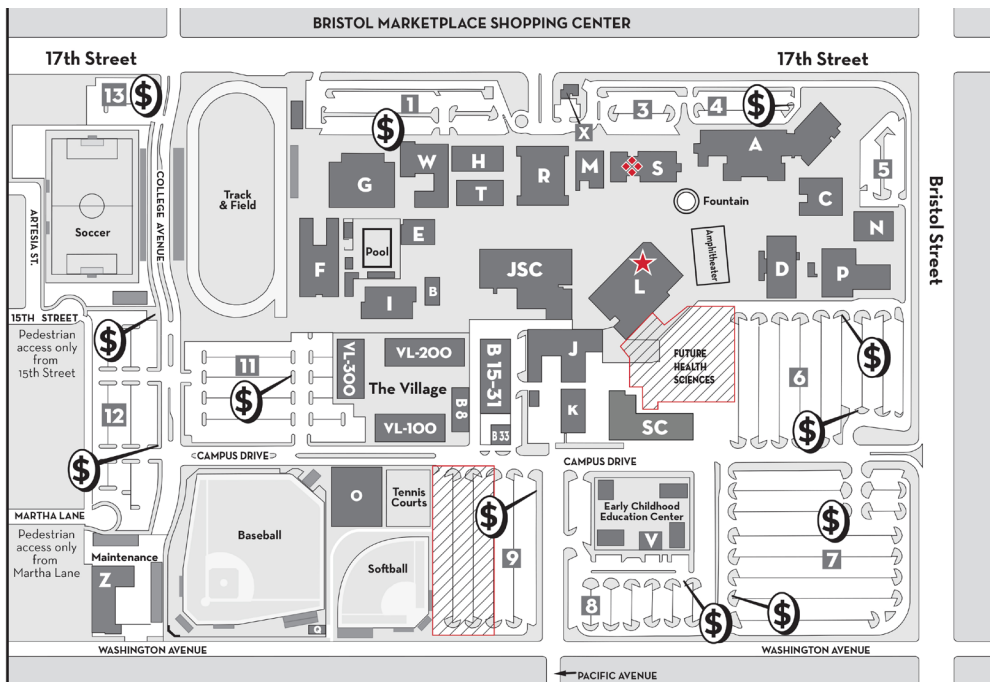 BRISTOL MARKETPLACE SHOPPING CENTER
17th Street
17th Street
13
$
1
3
4
$
$
X
A
W
H
R
M
S
5
G
T
C
COLLEGE AVENUE
Track
& Field
Fountain
Bristol Street
ARTESIA ST.
Soccer
N
E
Pool
Amphitheater
F
JSC
L
D
P
I
B
15TH STREET
Pedestrian
access only
from
15th Street
$
11
VL-300
VL-200
The Village
B 15-31
J
FUTURE
HEALTH
SCIENCES
6
$
12
$
B 8
VL-100
K
B 33
SC
$
$
CAMPUS DRIVE
CAMPUS DRIVE
MARTHA LANE
Pedestrian
access only
from
Martha Lane
O
Tennis
Courts
Early Childhood
Education Center
$
$
Baseball
V
9
7
Maintenance
Softball
Z
8
$
$
Q
WASHINGTON AVENUE
WASHINGTON AVENUE
PACIFIC AVENUE